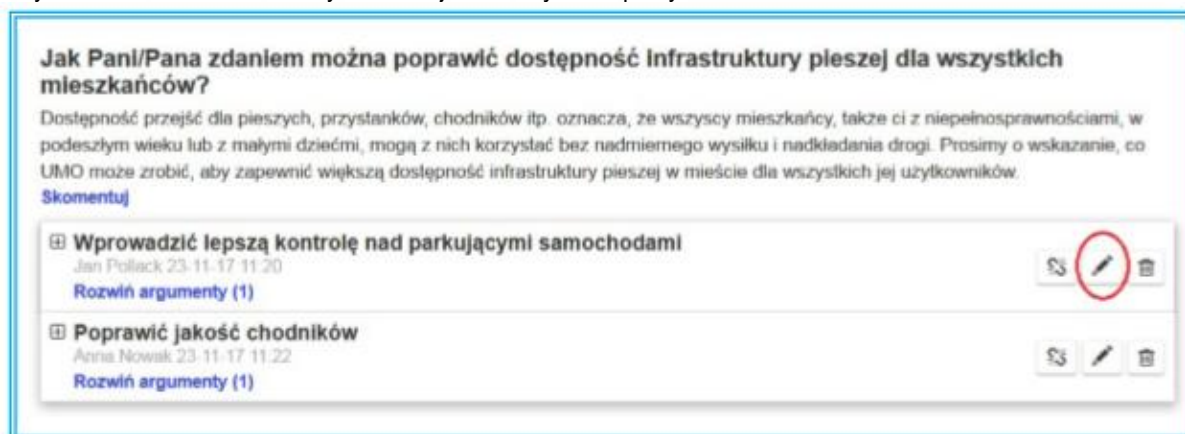 Jak Pani/Pana zdaniem można poprawić dostępność infrastruktury pieszej dla wszystkich
mieszkańców?
Dostępność przejść dla pieszych, przystanków, chodników itp. oznacza, że wszyscy mieszkańcy, także ci z niepełnosprawnościami, w
podeszłym wieku lub z małymi dziećmi, mogą z nich korzystać bez nadmiernego wysiłku i nadkładania drogi. Prosimy o wskazanie, co
UMO może zrobić, aby zapewnić większą dostępność infrastruktury pieszej w mieście dla wszystkich jej użytkowników.
Skomentuj
Wprowadzić lepszą kontrolę nad parkującymi samochodami
Jan Pollack 23-11-17 11:20
Rozwiń argumenty (1)
Poprawić jakość chodników
Anna Nowak 23-11-17 11:22
Rozwiń argumenty (1)